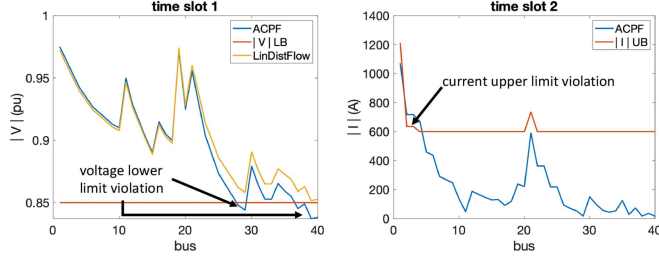 time slot 1
1
0.95
0.9
0.85
| V | (pu)
ACPF
| V | LB
LinDistFlow
voltage lower
limit violation
0
10
20
30
40
bus
time slot 2
1400
1200
1000
800
600
400
200
0
| I | (A)
ACPF
| I | UB
current upper limit violation
0
10
20
30
40
bus